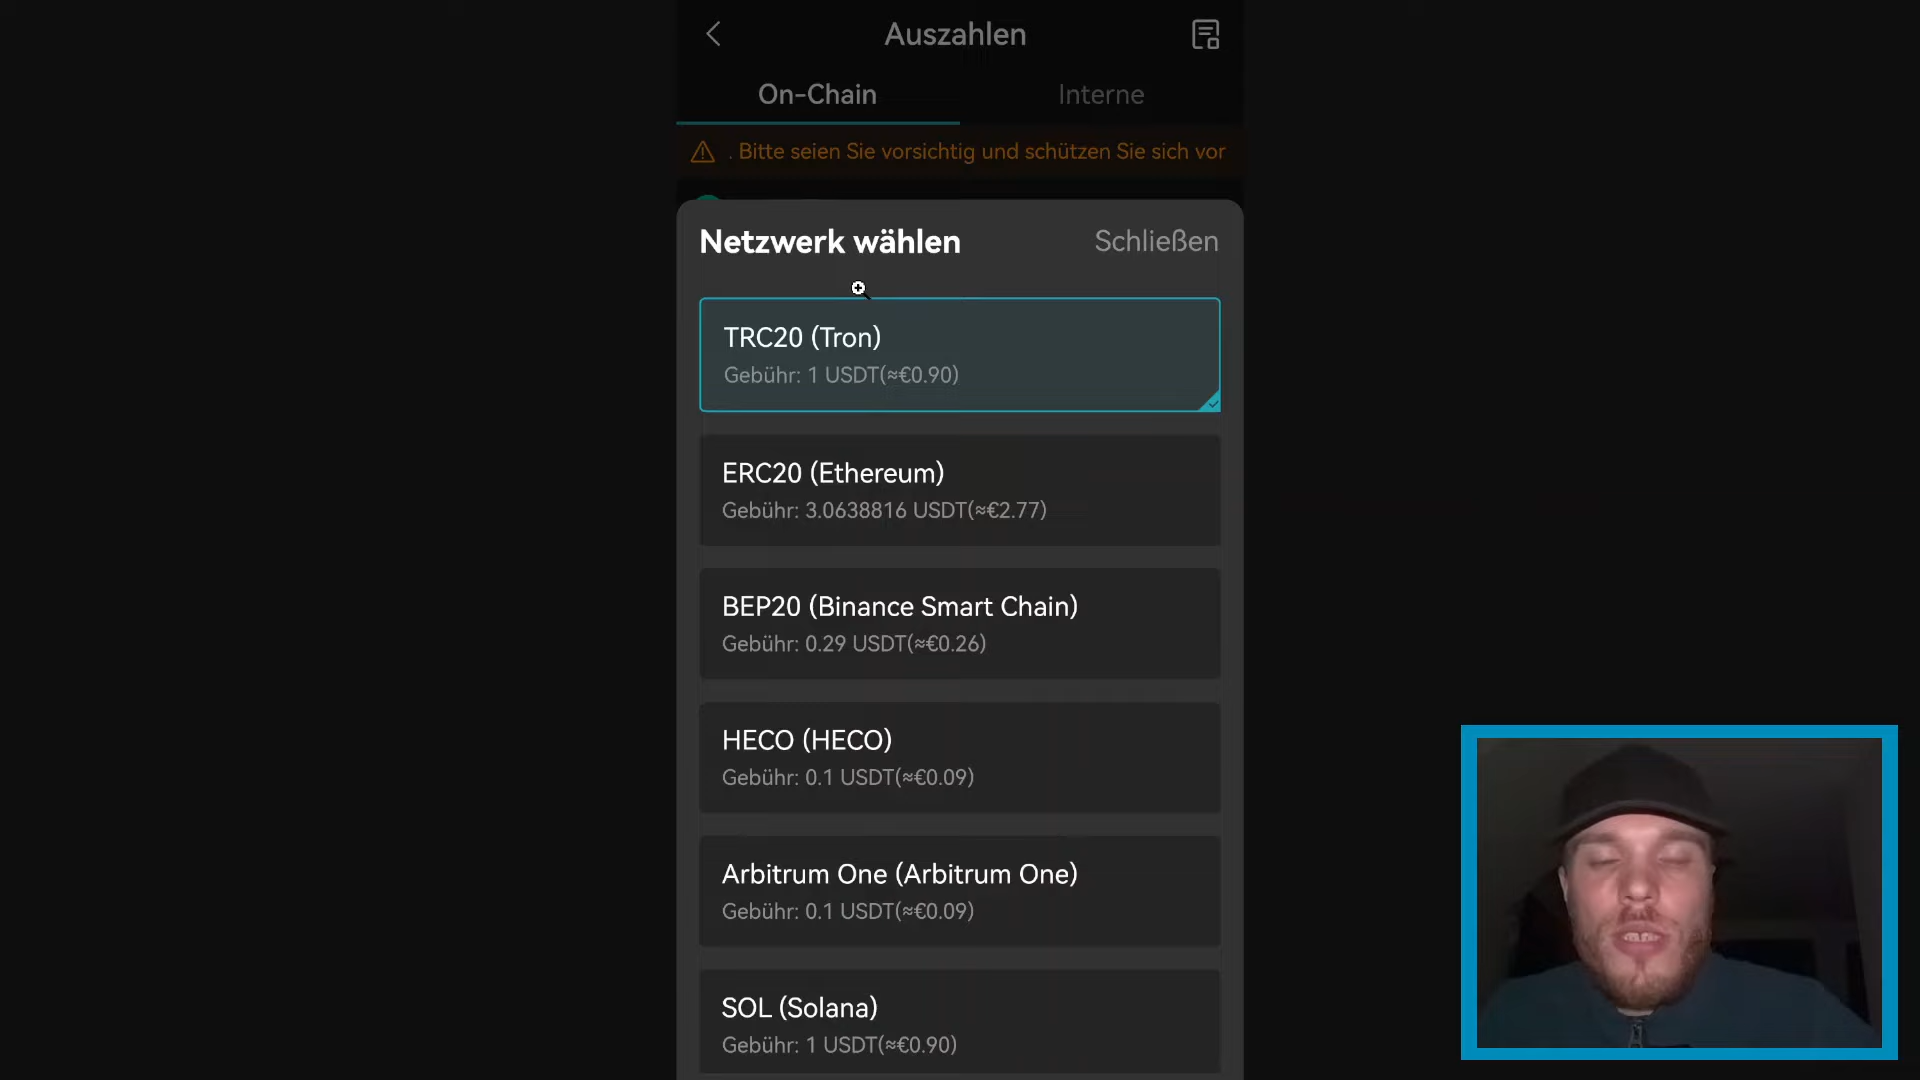 Auszahlen
On-Chain
Interne
. Bitte seien Sie vorsichtig und schützen Sie sich vor
Netzwerk wählen
Schließen
TRC20 (Tron)
Gebühr: 1 USDT(≈€0.90)
ERC20 (Ethereum)
Gebühr: 3.0638816 USDT(≈€2.77)
BEP20 (Binance Smart Chain)
Gebühr: 0.29 USDT(≈€0.26)
HECO (HECO)
Gebühr: 0.1 USDT(≈€0.09)
Arbitrum One (Arbitrum One)
Gebühr: 0.1 USDT(≈€0.09)
SOL (Solana)
Gebühr: 1 USDT(≈€0.90)